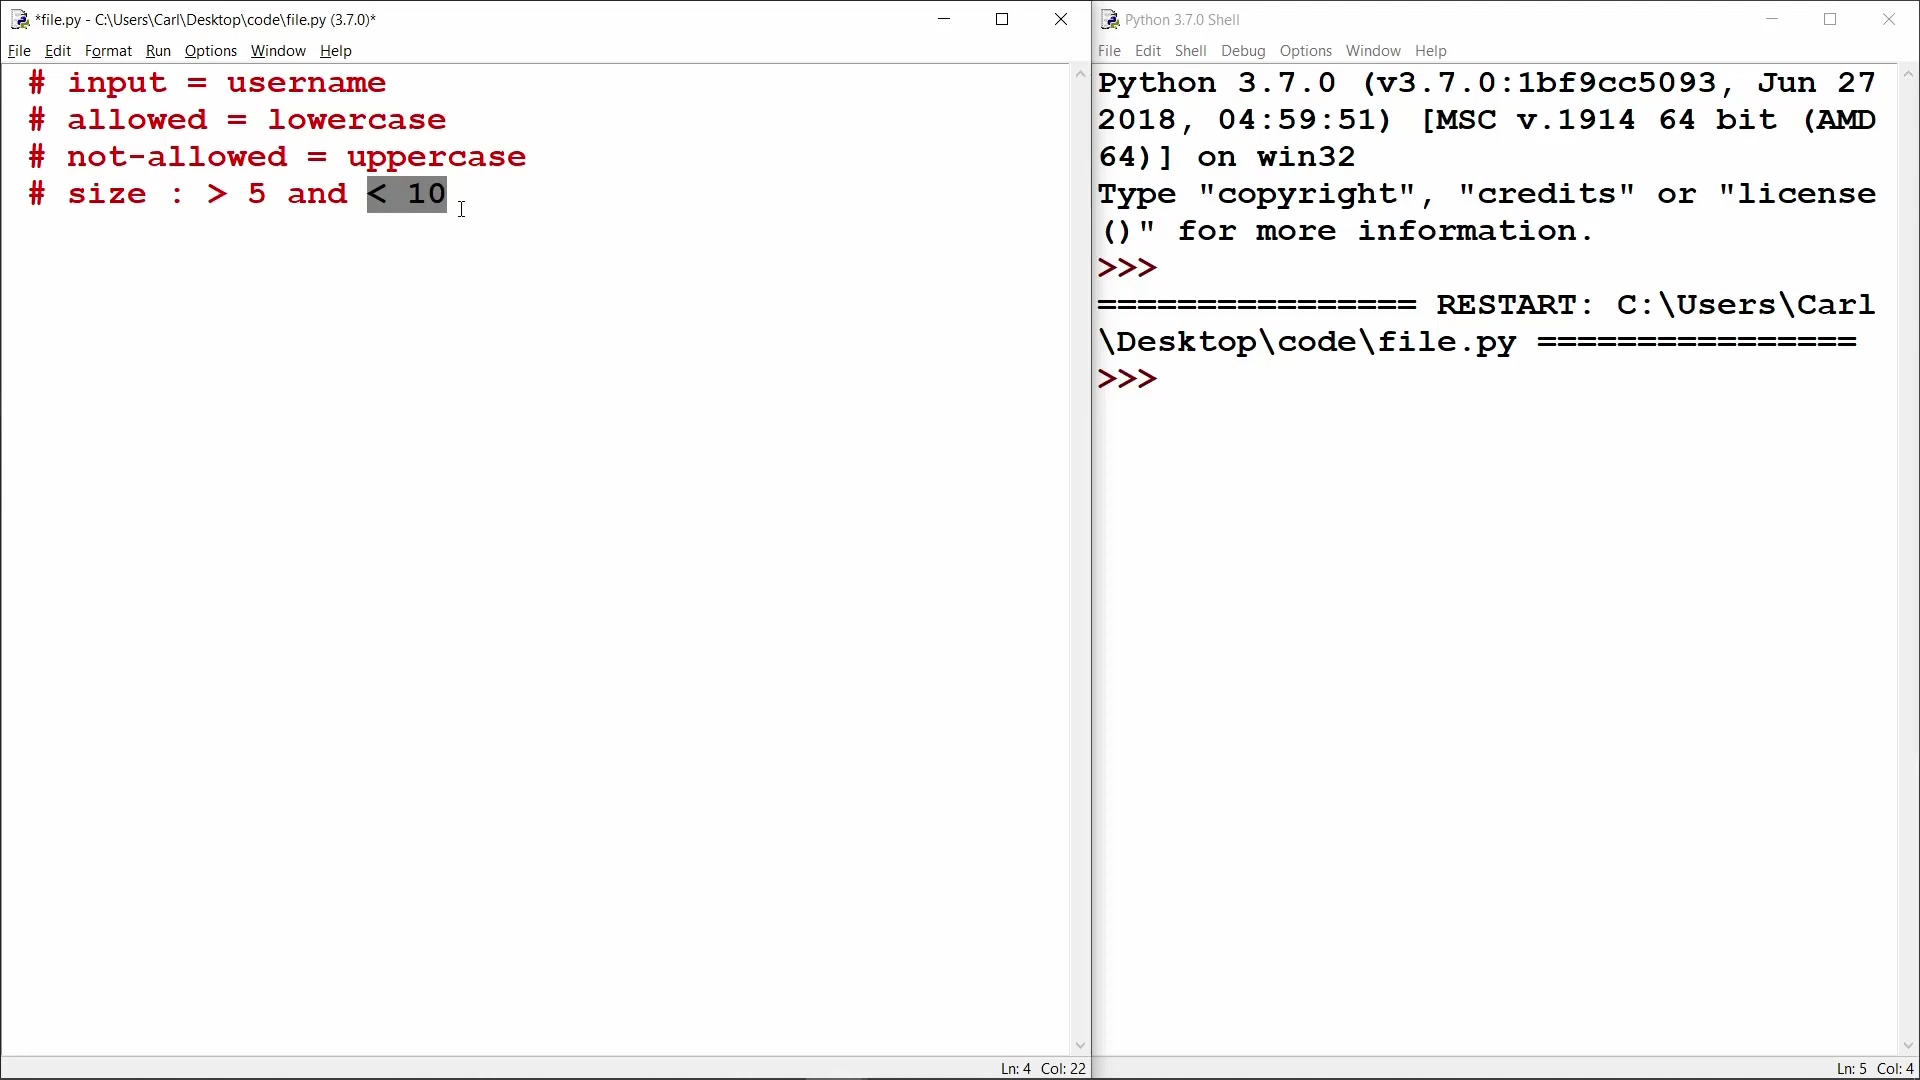 *file.py - C:\Users\Carl\Desktop\code\file.py (3.7.0)*
File Edit Format Run Options Window Help
# input = username
# allowed = lowercase
# not-allowed = uppercase
# size : > 5 and < 10
Ln: 4 Col: 22
Python 3.7.0 Shell
File Edit Shell Debug Options Window Help
Python 3.7.0 (v3.7.0:1bf9cc5093, Jun 27
2018, 04:59:51) [MSC v.1914 64 bit (AMD
64)] on win32
Type "copyright", "credits" or "license
()" for more information.
>>>
================ RESTART: C:\Users\Carl
\Desktop\code\file.py ================
>>>
Ln: 5 Col: 4